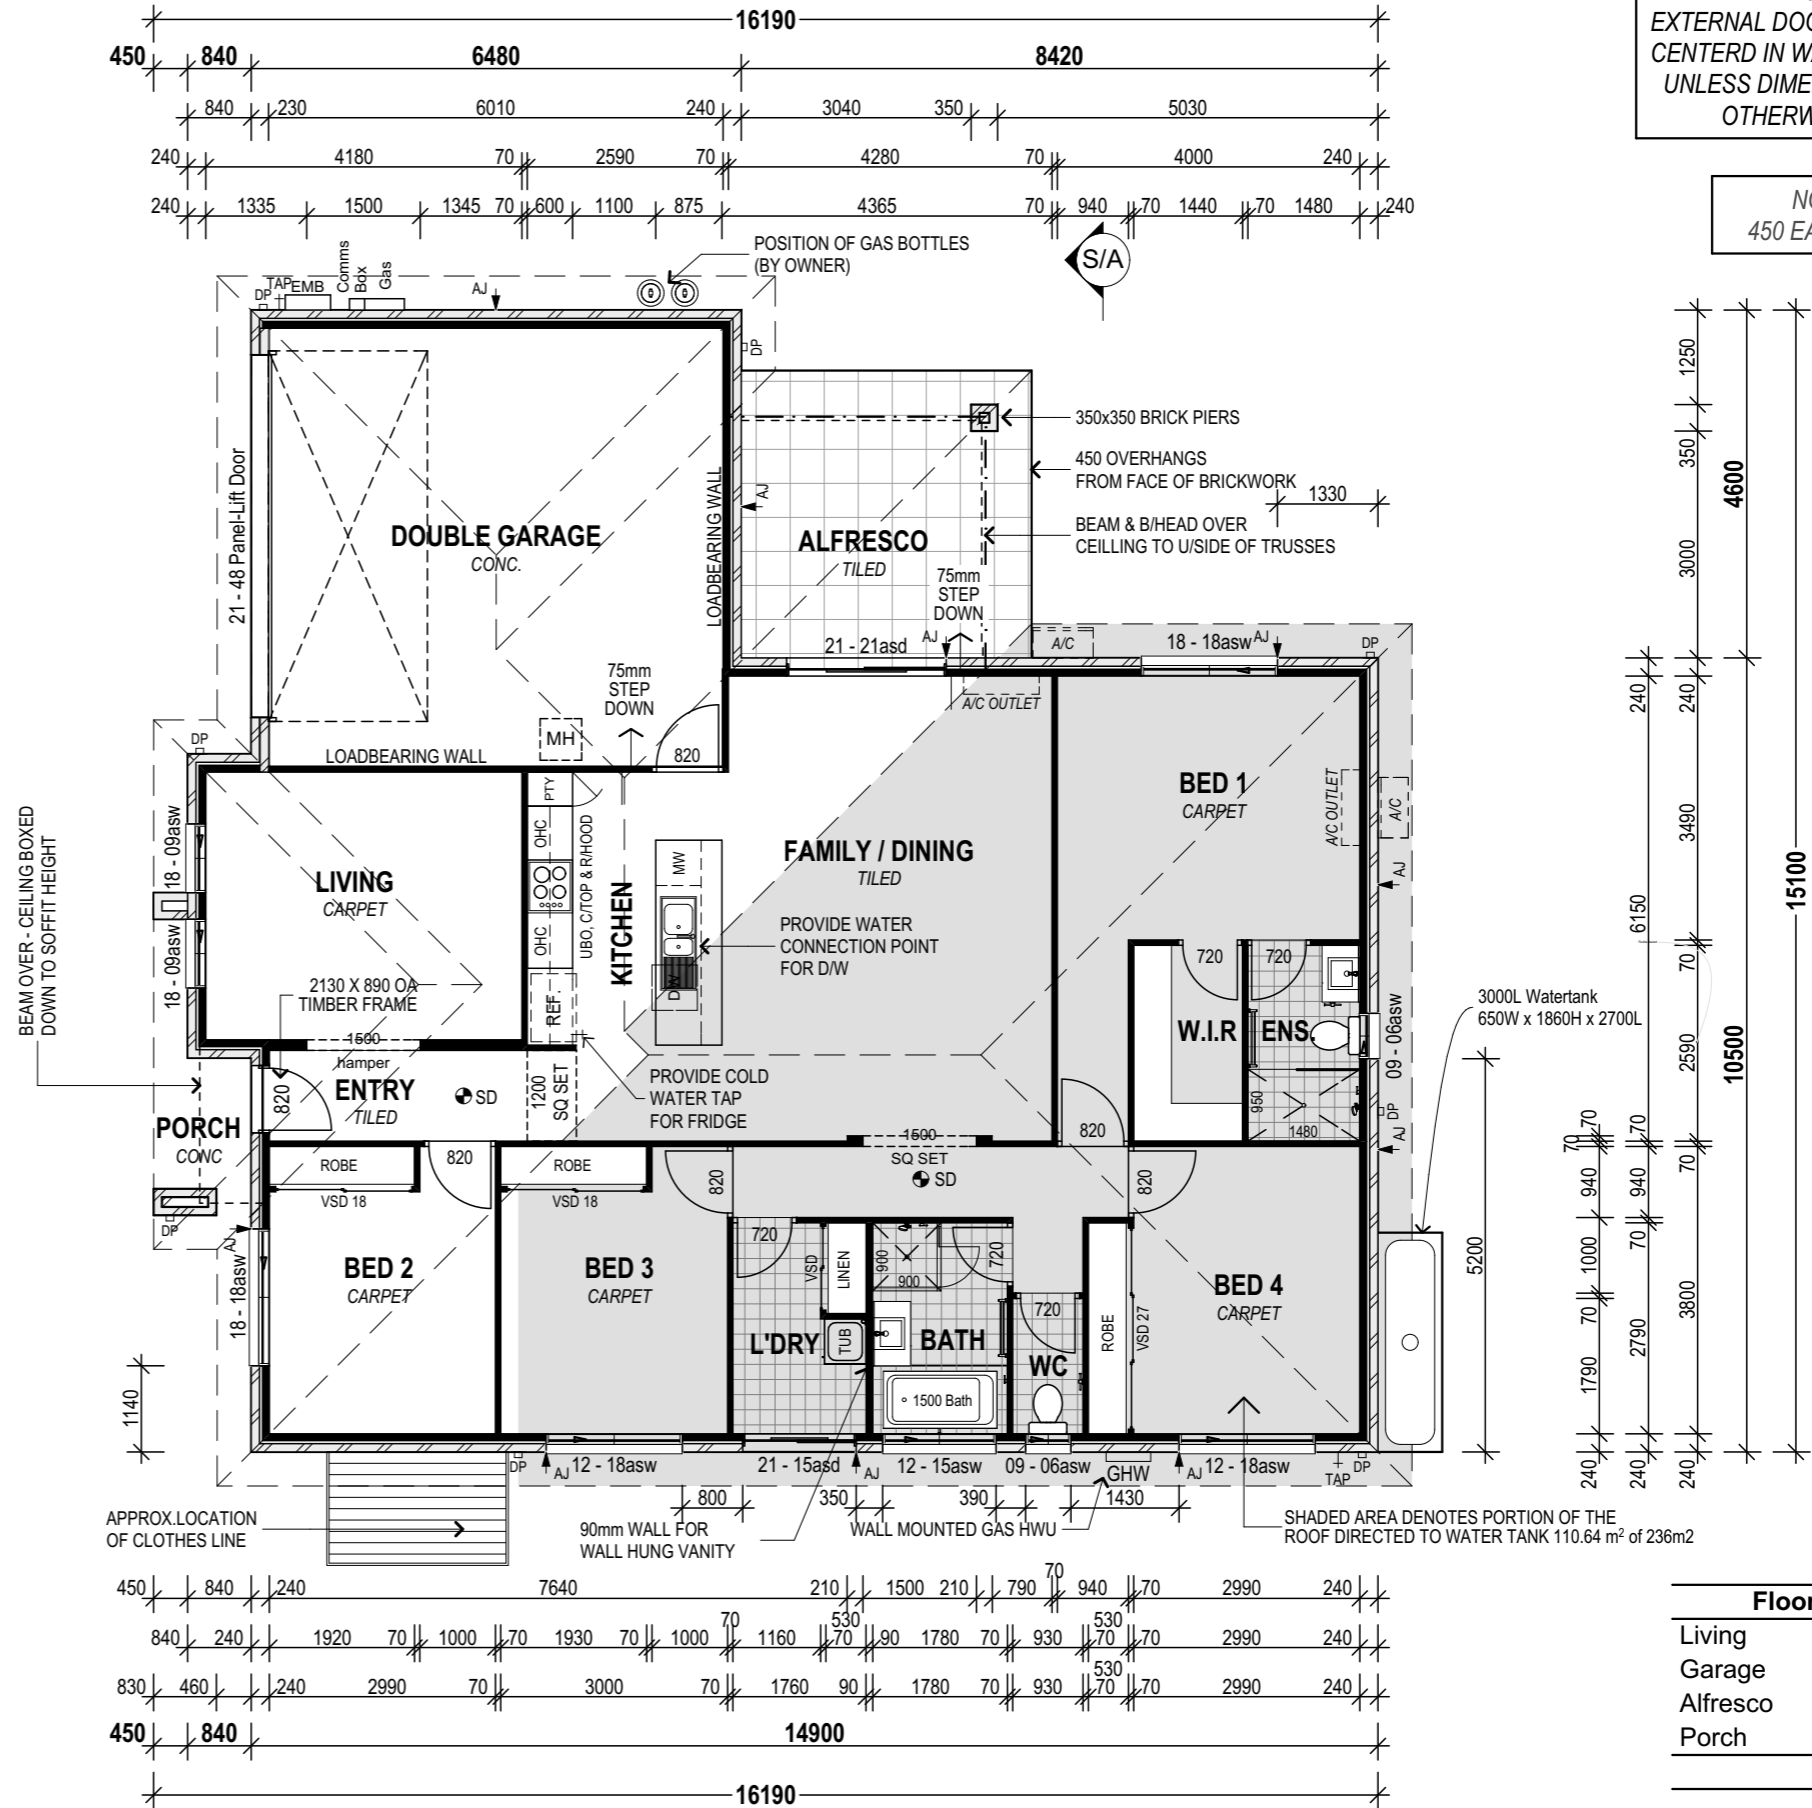 16190
450 840 6480 8420
840 230 6010 240 3040 350 5030
240 4180 70 2590 70 4280 70 4000 240
240 1335 1500 1345 70 600 1100 875 4365 70 940 70 1440 70 1480 240
CENTERD IN
UNLESS
450
POSITION OF GAS BOTTLES
(BY OWNER)
S/A
DP
TAP
EMB
Comms
Box
Gas
AJ
DP
350x350 BRICK PIERS
450 OVERHANGS
FROM FACE OF BRICKWORK
1330
BEAM & B/HEAD OVER
CEILLING TO U/SIDE OF TRUSSES
21 - 48 Panel-Lift Door
DOUBLE GARAGE
CONC.
LOADBEARING WALL
AJ
ALFRESCO
TILED
75mm
STEP
DOWN
21 - 21asd
AJ
A/C
18 - 18asw
AJ
DP
75mm
STEP
DOWN
A/C OUTLET
MH
820
LOADBEARING WALL
DP
BEAM OVER - CEILING BOXED
DOWN TO SOFFIT HEIGHT
18 - 09asw
18 - 09asw
LIVING
CARPET
PTY
OHC
OHC
UBO, C/TOP & R/HOOD
REF.
KITCHEN
MW
D/W
FAMILY / DINING
TILED
PROVIDE WATER
CONNECTION POINT
FOR D/W
BED 1
CARPET
A/C OUTLET
A/C
AJ
2130 X 890 OA
TIMBER FRAME
1500
hamper
720
720
W.I.R
ENS.
09 - 06asw
950
1480
DP
AJ
3000L Watertank
650W x 1860H x 2700L
820
ENTRY
TILED
SD
1200
SQ SET
PROVIDE COLD
WATER TAP
FOR FRIDGE
PORCH
CONC
DP
ROBE
VSD 18
820
ROBE
VSD 18
820
1500
SQ SET
SD
820
820
AJ
18 - 18asw
BED 2
CARPET
BED 3
CARPET
720
VSD
LINEN
L'DRY
TUB
900
900
720
BATH
1500 Bath
720
WC
ROBE
VSD 27
BED 4
CARPET
1140
DP
AJ
12 - 18asw
21 - 15asd
AJ
12 - 15asw
09 - 06asw
GHW
AJ
12 - 18asw
TAP
DP
800 350 390 1430
APPROX.LOCATION
OF CLOTHES LINE
90mm WALL FOR
WALL HUNG VANITY
WALL MOUNTED GAS HWU
SHADED AREA DENOTES PORTION OF THE
ROOF DIRECTED TO WATER TANK 110.64 m² of 236m2
5200
70 70 940 1000 70 1790 240
240 6150 70 940 70 2790 240
1250 350 3000 240 3490 70 2590 70 3800 240
4600 10500
15100
450 840 240 7640 210 1500 210 790 70 940 70 2990 240
840 240 1920 70 1000 70 1930 70 1000 70 1160 70 530 90 1780 70 930 70 530 70 2990 240
830 460 240 2990 70 3000 70 1760 90 1780 70 930 70 530 70 2990 240
450 840 14900
16190
Living
Garage
Alfresco
Porch